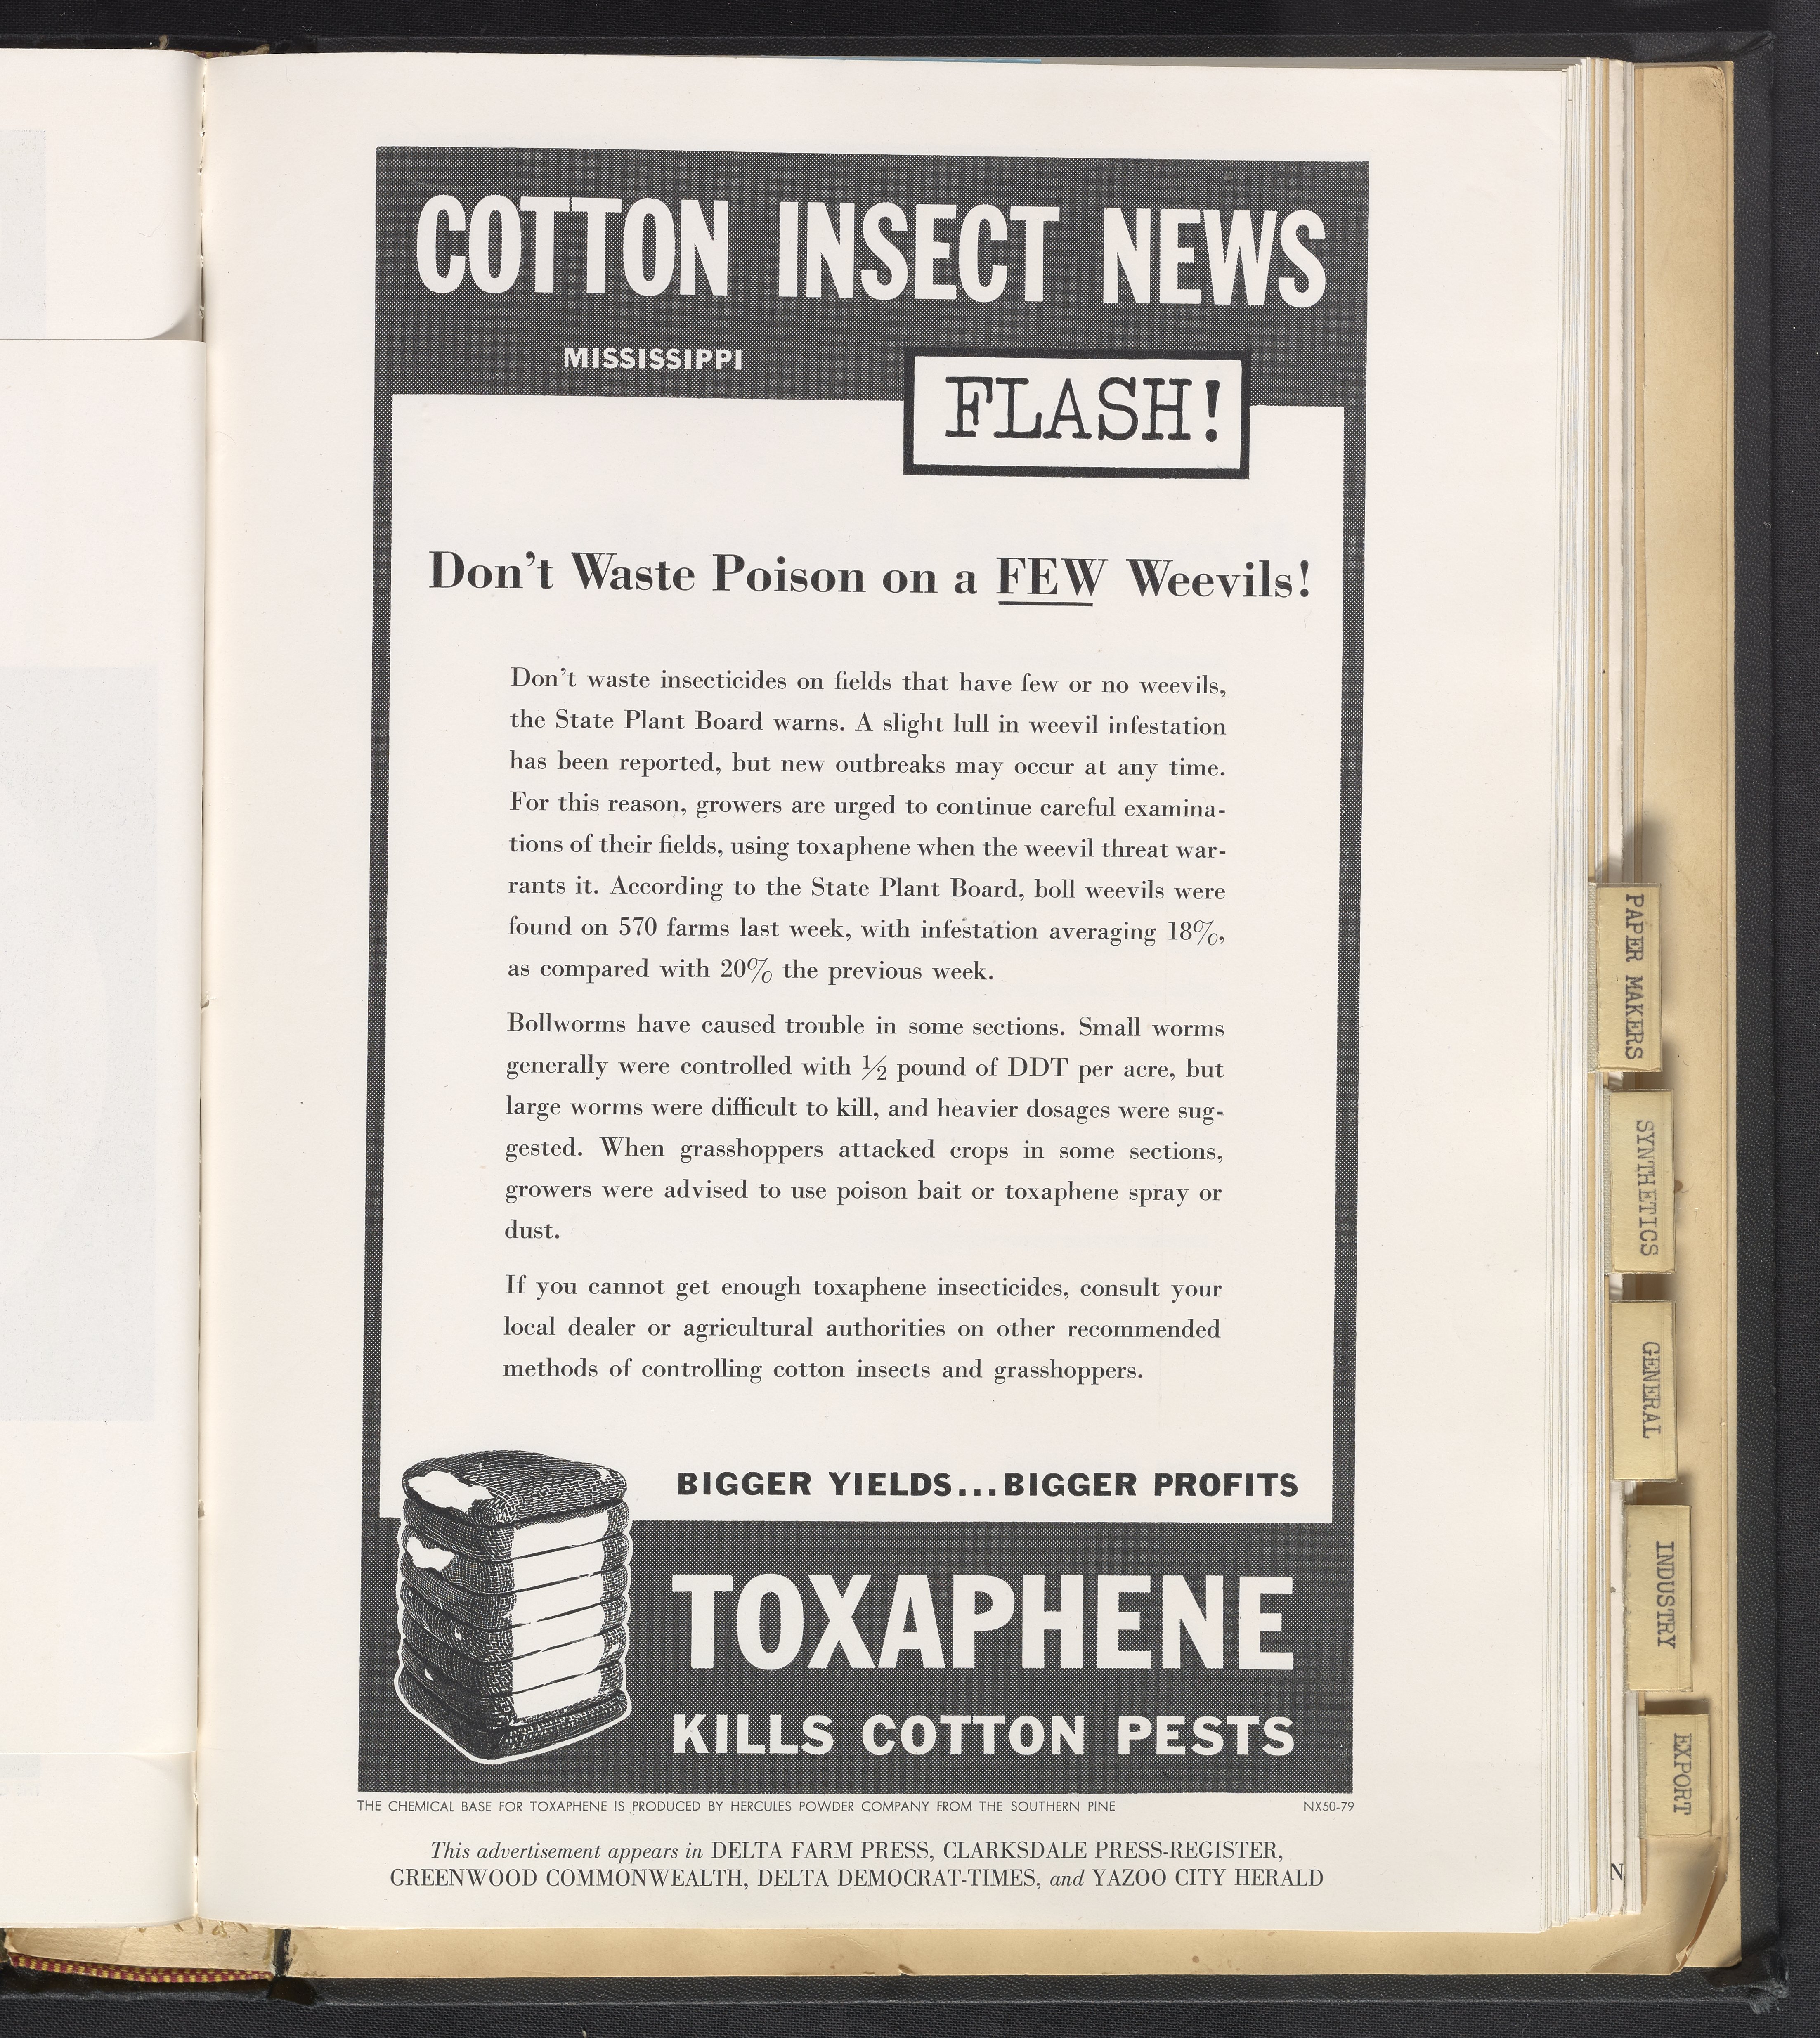 COTTON INSECT NEWS
MISSISSIPPI
FLASH!
Don't Waste Poison on a FEW Weevils!
Don't waste insecticides on fields that have few or no weevils,
the State Plant Board warns. A slight lull in weevil infestation
has been reported, but new outbreaks may occur at any time.
For this reason, growers are urged to continue careful examina-
tions of their fields, using toxaphene when the weevil threat war-
rants it. According to the State Plant Board, boll weevils were
found on 570 farms last week, with infestation averaging 18%,
as compared with 20% the previous week.
Bollworms have caused trouble in some sections. Small worms
generally were controlled with ½ pound of DDT per acre, but
large worms were difficult to kill, and heavier dosages were sug-
gested. When grasshoppers attacked crops in some sections,
growers were advised to use poison bait or toxaphene spray or
dust.
If you cannot get enough toxaphene insecticides, consult your
local dealer or agricultural authorities on other recommended
methods of controlling cotton insects and grasshoppers.
BIGGER YIELDS...BIGGER PROFITS
TOXAPHENE
KILLS COTTON PESTS
THE CHEMICAL BASE FOR TOXAPHENE IS PRODUCED BY HERCULES POWDER COMPANY FROM THE SOUTHERN PINE NX50-79
This advertisement appears in DELTA FARM PRESS, CLARKSDALE PRESS-REGISTER,
GREENWOOD COMMONWEALTH, DELTA DEMOCRAT-TIMES, and YAZOO CITY HERALD
PAPER MAKERS
SYNTHETICS
GENERAL
INDUSTRY
EXPORT
N